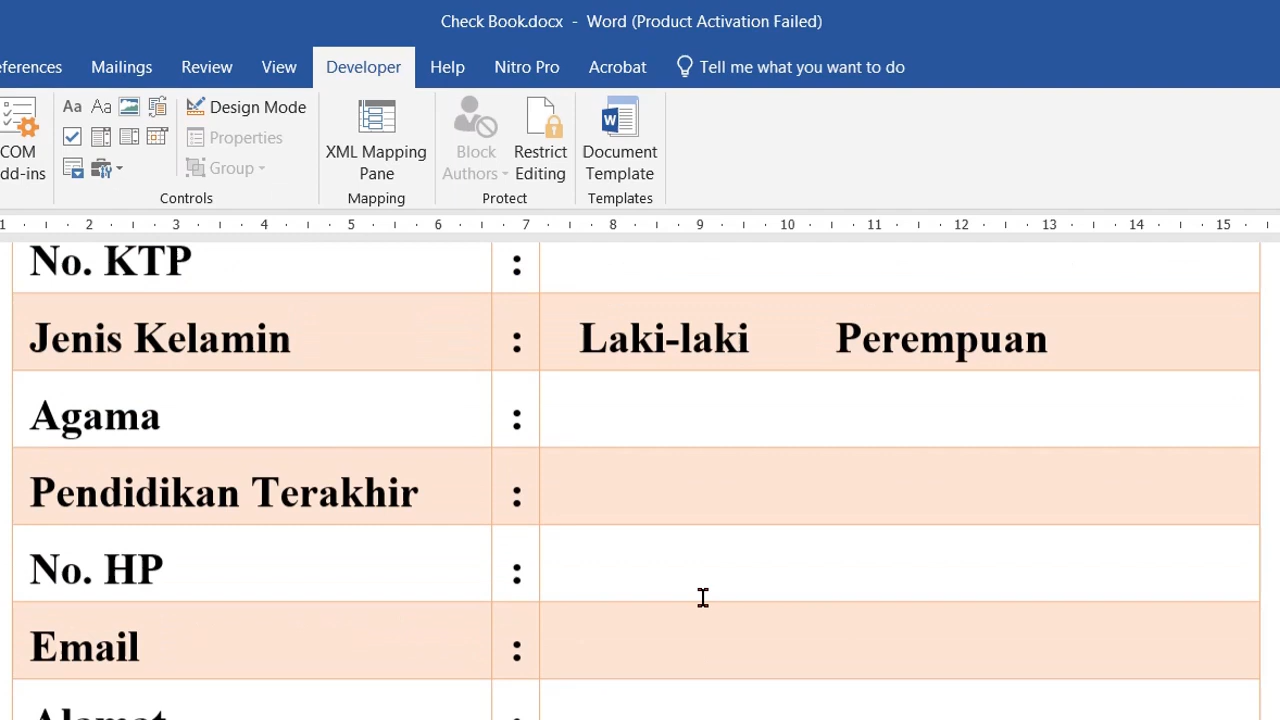 Check Book.docx - Word (Product Activation Failed)
eferences Mailings Review View Developer Help Nitro Pro Acrobat Tell me what you want to do
Aa Aa Design Mode
Properties
Group
COM
dd-ins
XML Mapping
Pane
Block
Authors
Restrict
Editing
Document
Template
Controls Mapping Protect Templates
1 2 3 4 5 6 7 8 9 10 11 12 13 14 15
No. KTP :
Jenis Kelamin : Laki-laki Perempuan
Agama :
Pendidikan Terakhir :
No. HP :
Email :
Alamat :